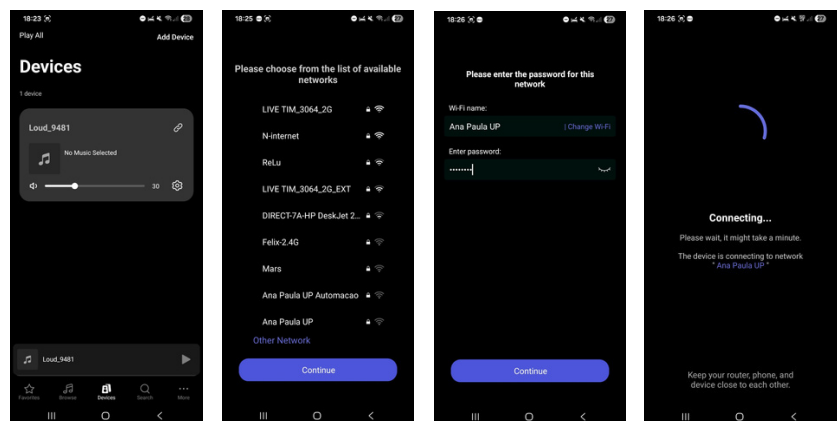 18:23
27
Play All
Add Device
Devices
1 device
Loud_9481
No Music Selected
30
Loud_9481
Favorites
Browse
Devices
Search
More
18:25
27
Please choose from the list of available
networks
LIVE TIM_3064_2G
N-internet
ReLu
LIVE TIM_3064_2G_EXT
DIRECT-7A-HP DeskJet 2...
Felix-2.4G
Mars
Ana Paula UP Automacao
Ana Paula UP
Other Network
Continue
18:26
27
Please enter the password for this
network
Wi-Fi name:
Ana Paula UP
| Change Wi-Fi
Enter password:
••••••••
Continue
18:26
27
Connecting...
Please wait, it might take a minute.
The device is connecting to network
" Ana Paula UP "
Keep your router, phone, and
device close to each other.